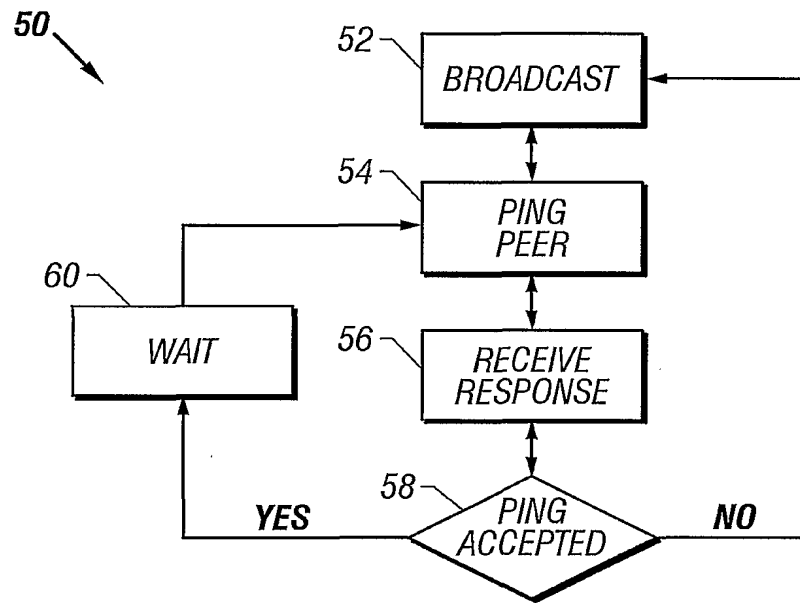 50
52
BROADCAST
54
PING
PEER
60
WAIT
56
RECEIVE
RESPONSE
58
PING
ACCEPTED
YES
NO